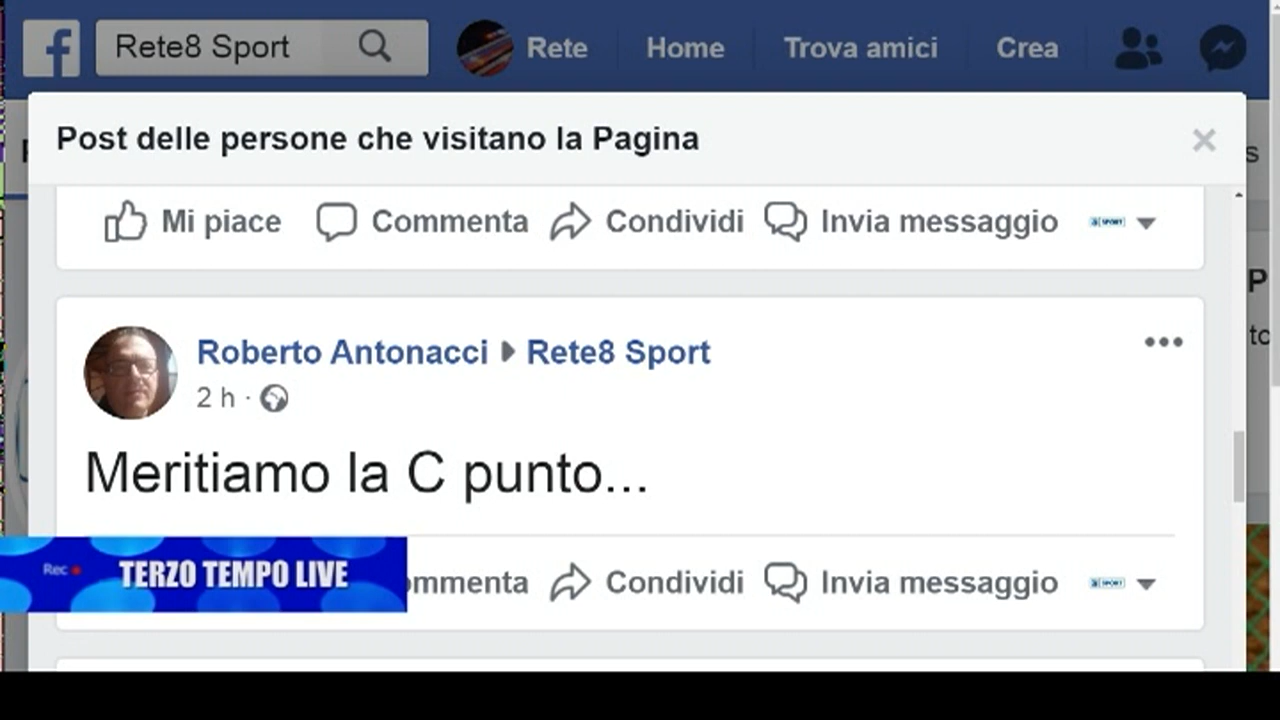 Rete8 Sport
Rete Home Trova amici Crea
Post delle persone che visitano la Pagina
Mi piace Commenta Condividi Invia messaggio
Roberto Antonacci Rete8 Sport
2 h ·
Meritiamo la C punto...
ommenta Condividi Invia messaggio
Rec TERZO TEMPO LIVE